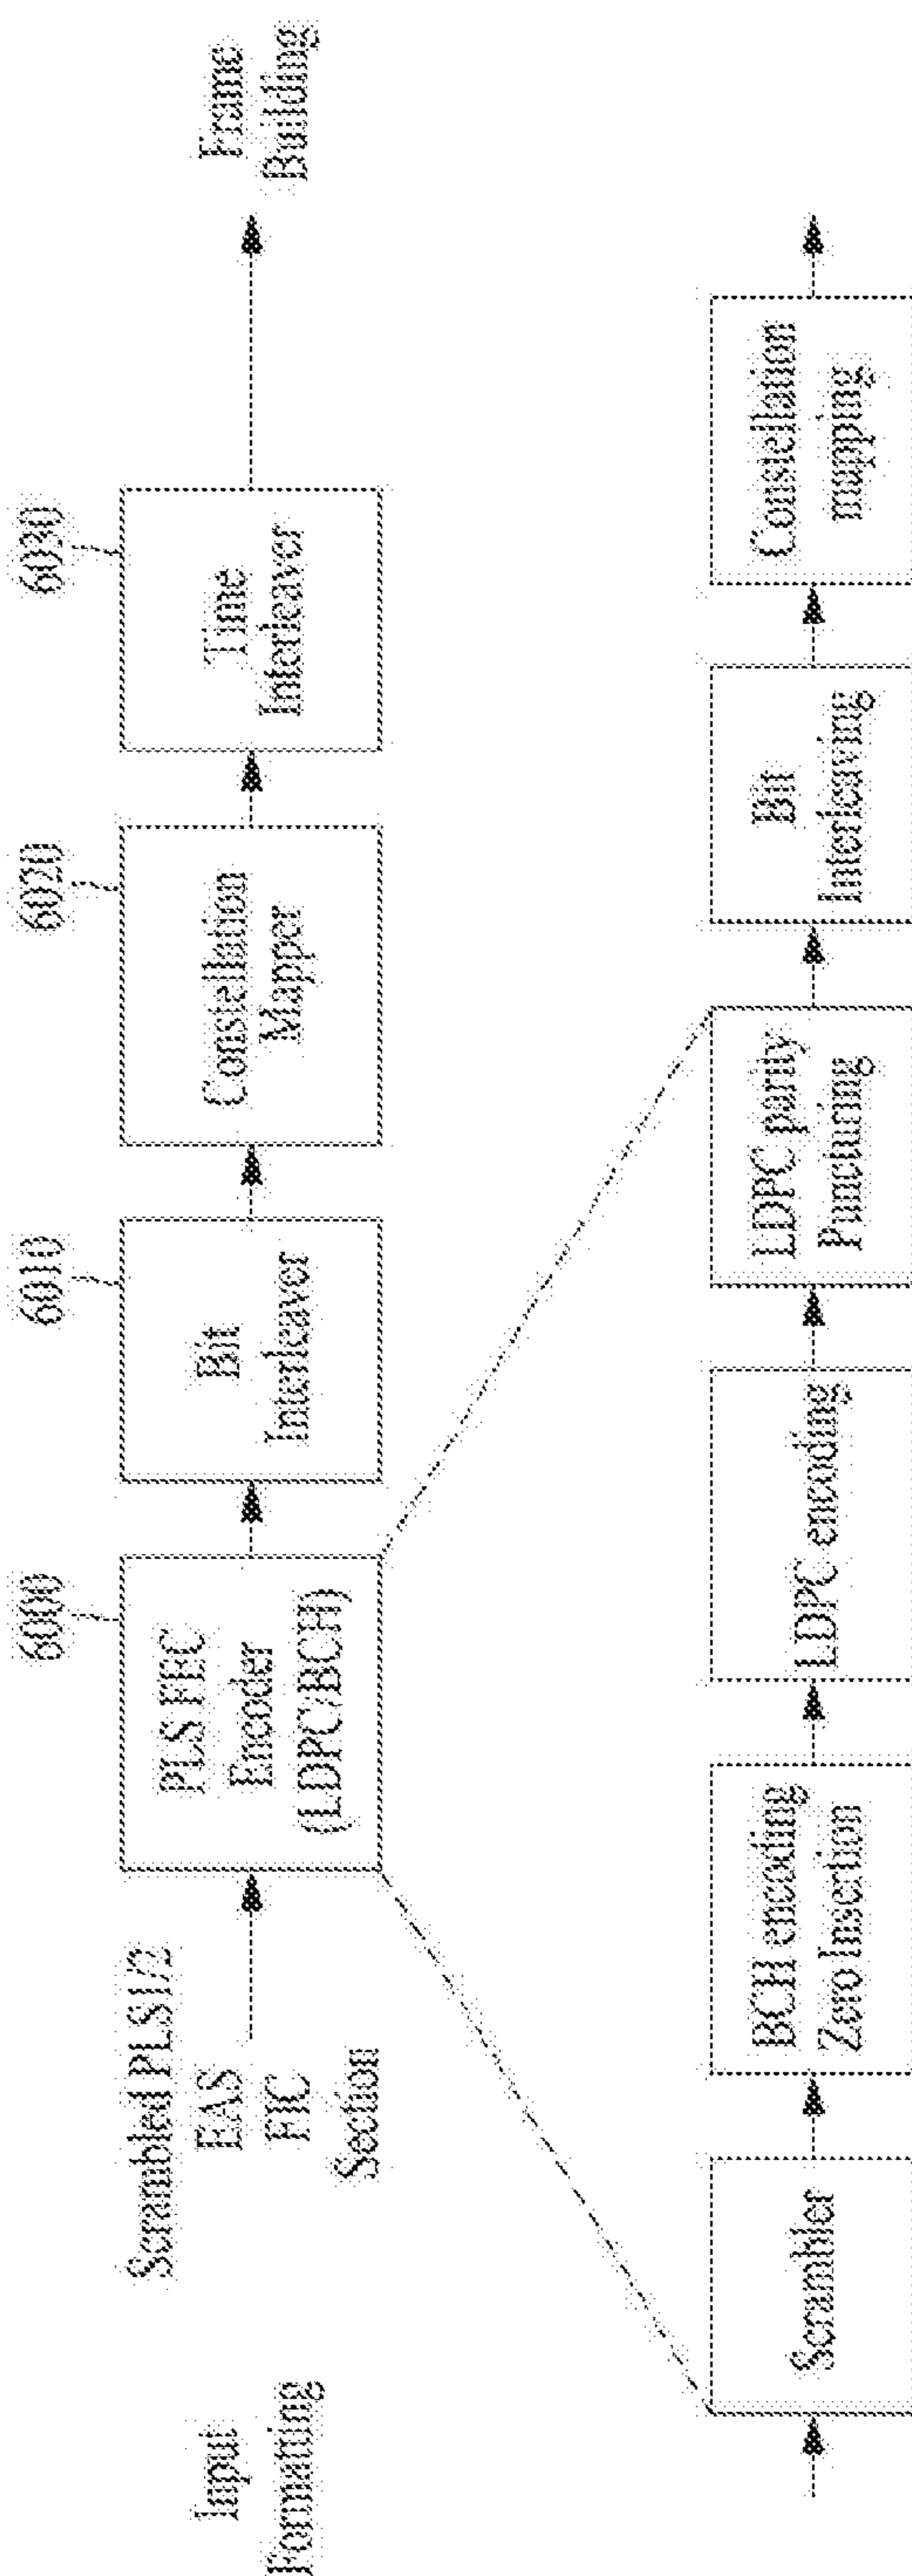 Input
Formatting
Scrambled PLS1/2
EAS
FIC
Section
6000
PLS FEC
Encoder
(LDPC/BCH)
6010
Bit
Interleaver
6020
Constellation
Mapper
6030
Time
Interleaver
Frame
Building
Scrambler
BCH encoding
Zero Insertion
LDPC encoding
LDPC parity
Puncturing
Bit
Interleaving
Constellation
mapping